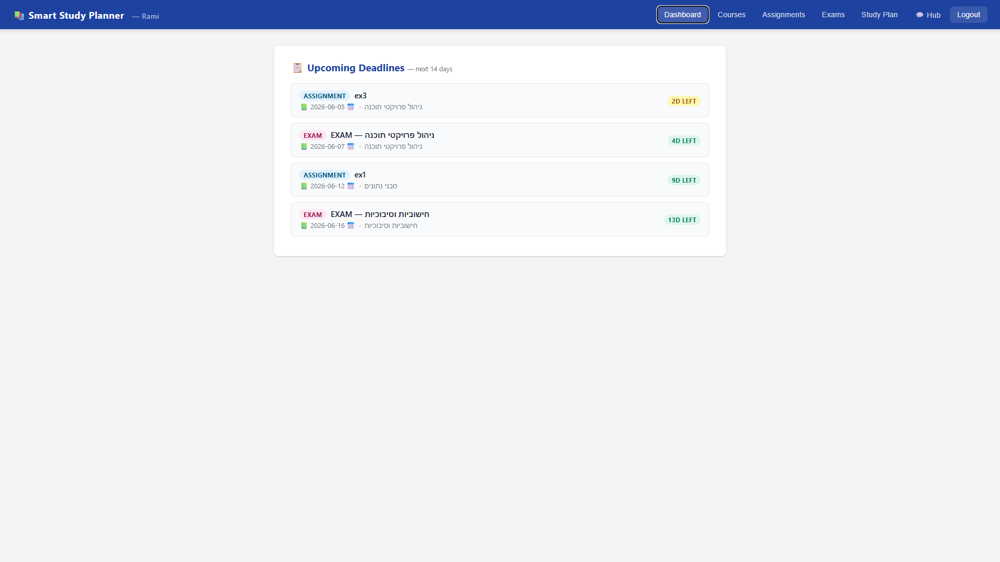 Smart Study Planner — Rami
Dashboard Courses Assignments Exams Study Plan Hub Logout
Upcoming Deadlines — next 14 days
ASSIGNMENT ex3
2D LEFT
2026-06-05 · ניהול פרויקטי תוכנה
EXAM EXAM — ניהול פרויקטי תוכנה
4D LEFT
2026-06-07 · ניהול פרויקטי תוכנה
ASSIGNMENT ex1
9D LEFT
2026-06-12 · מבני נתונים
EXAM EXAM — חישוביות וסיבוכיות
13D LEFT
2026-06-16 · חישוביות וסיבוכיות